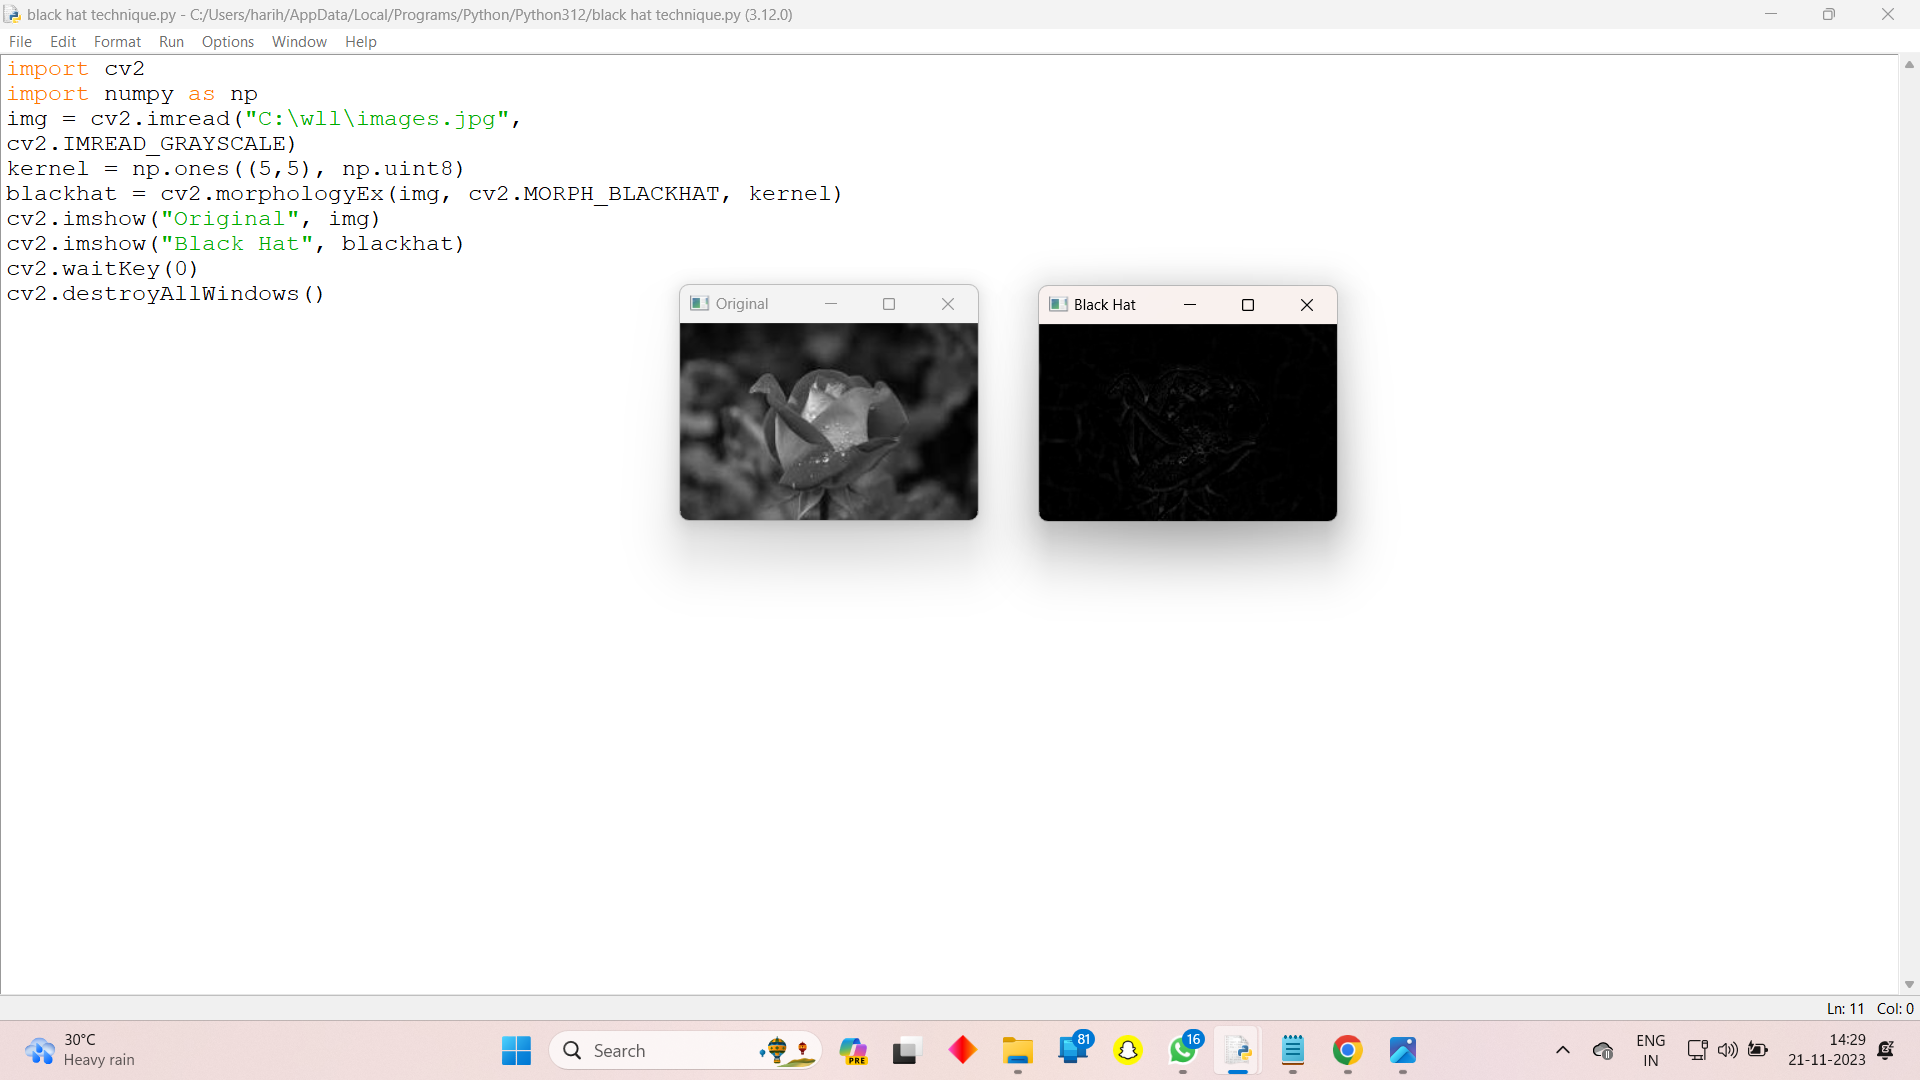 black hat technique.py - C:/Users/harih/AppData/Local/Programs/Python/Python312/black hat technique.py (3.12.0)
File Edit Format Run Options Window Help
import cv2
import numpy as np
img = cv2.imread("C:\wll\images.jpg",
cv2.IMREAD_GRAYSCALE)
kernel = np.ones((5,5), np.uint8)
blackhat = cv2.morphologyEx(img, cv2.MORPH_BLACKHAT, kernel)
cv2.imshow("Original", img)
cv2.imshow("Black Hat", blackhat)
cv2.waitKey(0)
cv2.destroyAllWindows()
Original
Black Hat
Ln: 11 Col: 0
30°C
Heavy rain
Search
PRE
81
16
ENG
IN
14:29
21-11-2023